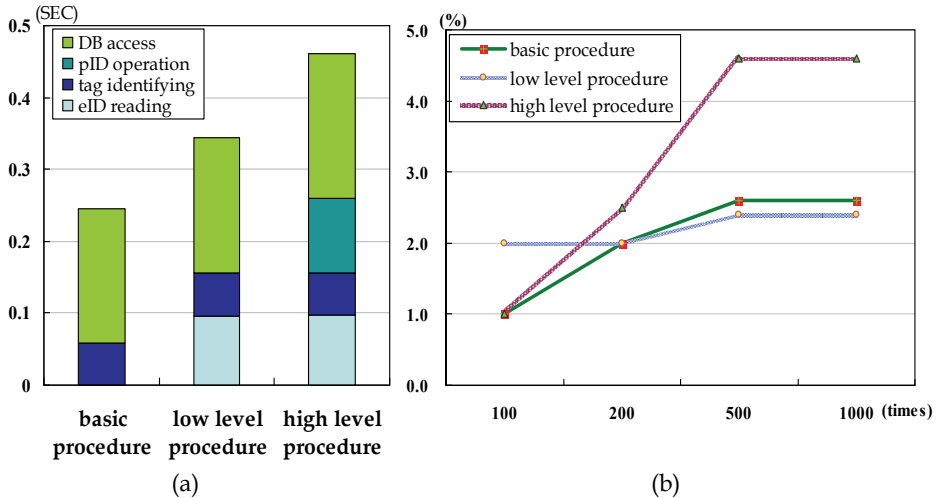 (SEC)
0.5
0.4
0.3
0.2
0.1
0
DB access
pID operation
tag identifying
eID reading
basic
procedure
low level
procedure
high level
procedure
(a)
(%)
5.0
4.0
3.0
2.0
1.0
0.0
basic procedure
low level procedure
high level procedure
100
200
500
1000
(times)
(b)